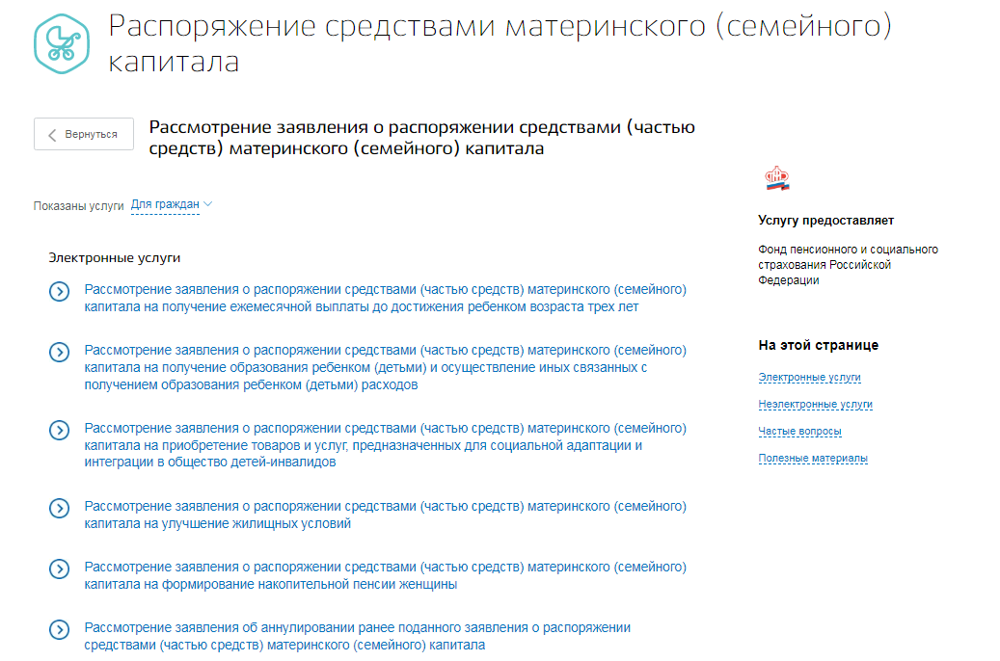 Распоряжение средствами материнского (семейного)
капитала
Вернуться
Рассмотрение заявления о распоряжении средствами (частью
средств) материнского (семейного) капитала
Показаны услуги Для граждан
Электронные услуги
Рассмотрение заявления о распоряжении средствами (частью средств) материнского (семейного)
капитала на получение ежемесячной выплаты до достижения ребенком возраста трех лет
Рассмотрение заявления о распоряжении средствами (частью средств) материнского (семейного)
капитала на получение образования ребенком (детьми) и осуществление иных связанных с
получением образования ребенком (детьми) расходов
Рассмотрение заявления о распоряжении средствами (частью средств) материнского (семейного)
капитала на приобретение товаров и услуг, предназначенных для социальной адаптации и
интеграции в общество детей-инвалидов
Рассмотрение заявления о распоряжении средствами (частью средств) материнского (семейного)
капитала на улучшение жилищных условий
Рассмотрение заявления о распоряжении средствами (частью средств) материнского (семейного)
капитала на формирование накопительной пенсии женщины
Рассмотрение заявления об аннулировании ранее поданного заявления о распоряжении
средствами (частью средств) материнского (семейного) капитала
Услугу предоставляет
Фонд пенсионного и социального
страхования Российской
Федерации
На этой странице
Электронные услуги
Неэлектронные услуги
Частые вопросы
Полезные материалы